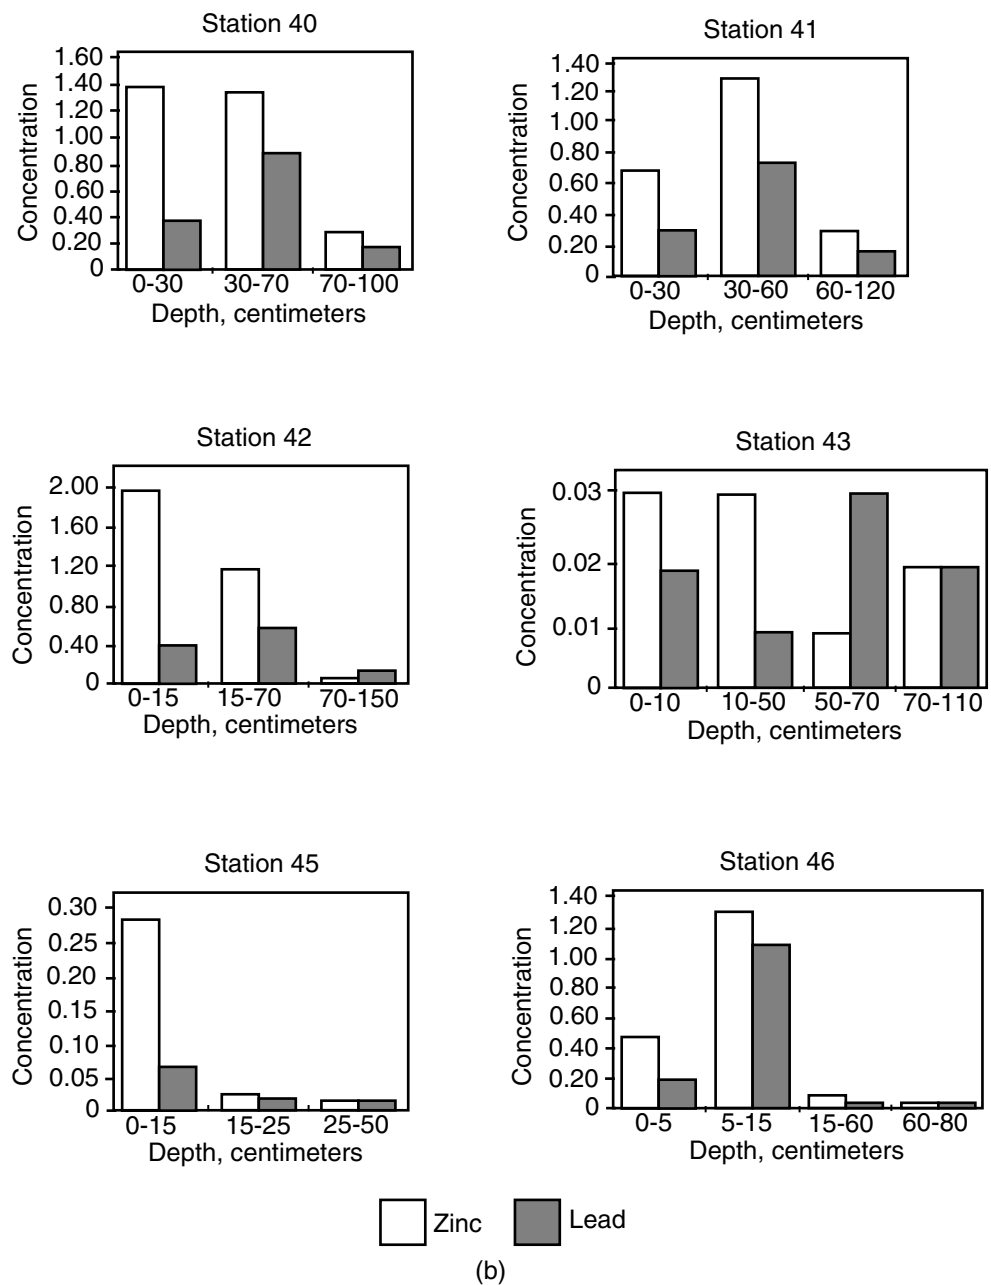 Station 40
1.60
1.40
1.20
1.00
0.80
0.60
0.40
0.20
0
Concentration
0-30 30-70 70-100
Depth, centimeters
Station 41
1.40
1.20
1.00
0.80
0.60
0.40
0.20
0
Concentration
0-30 30-60 60-120
Depth, centimeters
Station 42
2.00
1.60
1.20
0.80
0.40
0
Concentration
0-15 15-70 70-150
Depth, centimeters
Station 43
0.03
0.02
0.01
0
Concentration
0-10 10-50 50-70 70-110
Depth, centimeters
Station 45
0.30
0.25
0.20
0.15
0.10
0.05
0
Concentration
0-15 15-25 25-50
Depth, centimeters
Station 46
1.40
1.20
1.00
0.80
0.60
0.40
0.20
0
Concentration
0-5 5-15 15-60 60-80
Depth, centimeters
Zinc Lead
(b)